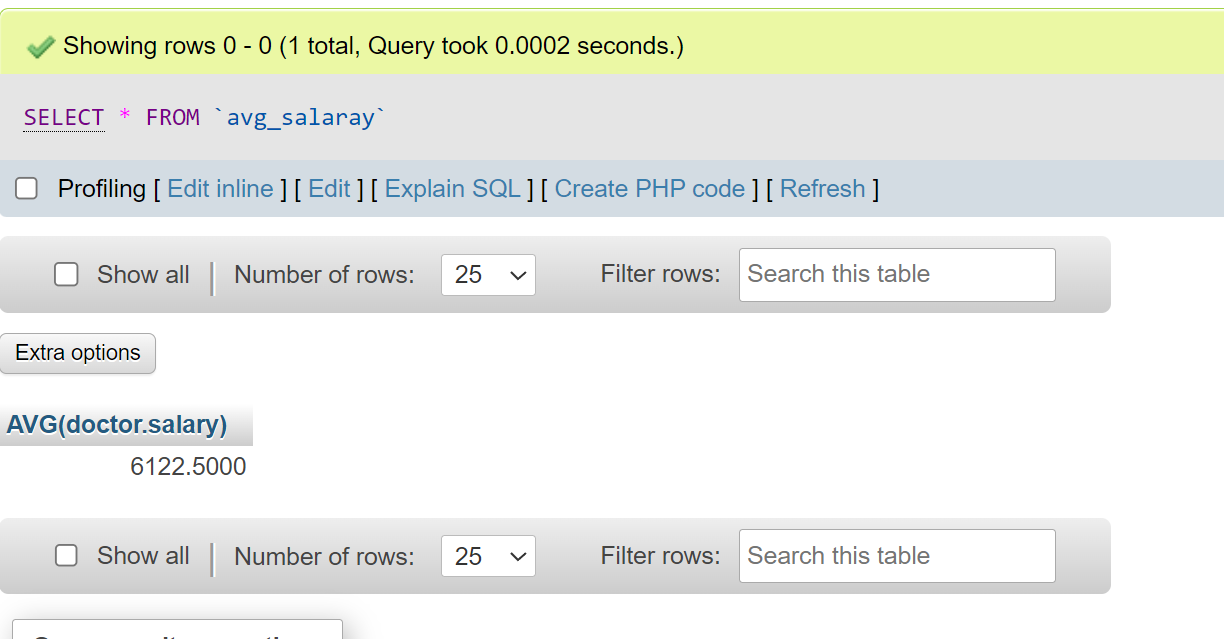 Showing rows 0 - 0 (1 total, Query took 0.0002 seconds.)
SELECT * FROM `avg_salaray`
Profiling [ Edit inline ] [ Edit ] [ Explain SQL ] [ Create PHP code ] [ Refresh ]
Show all | Number of rows: 25 Filter rows: Search this table
Extra options
AVG(doctor.salary)
6122.5000
Show all | Number of rows: 25 Filter rows: Search this table